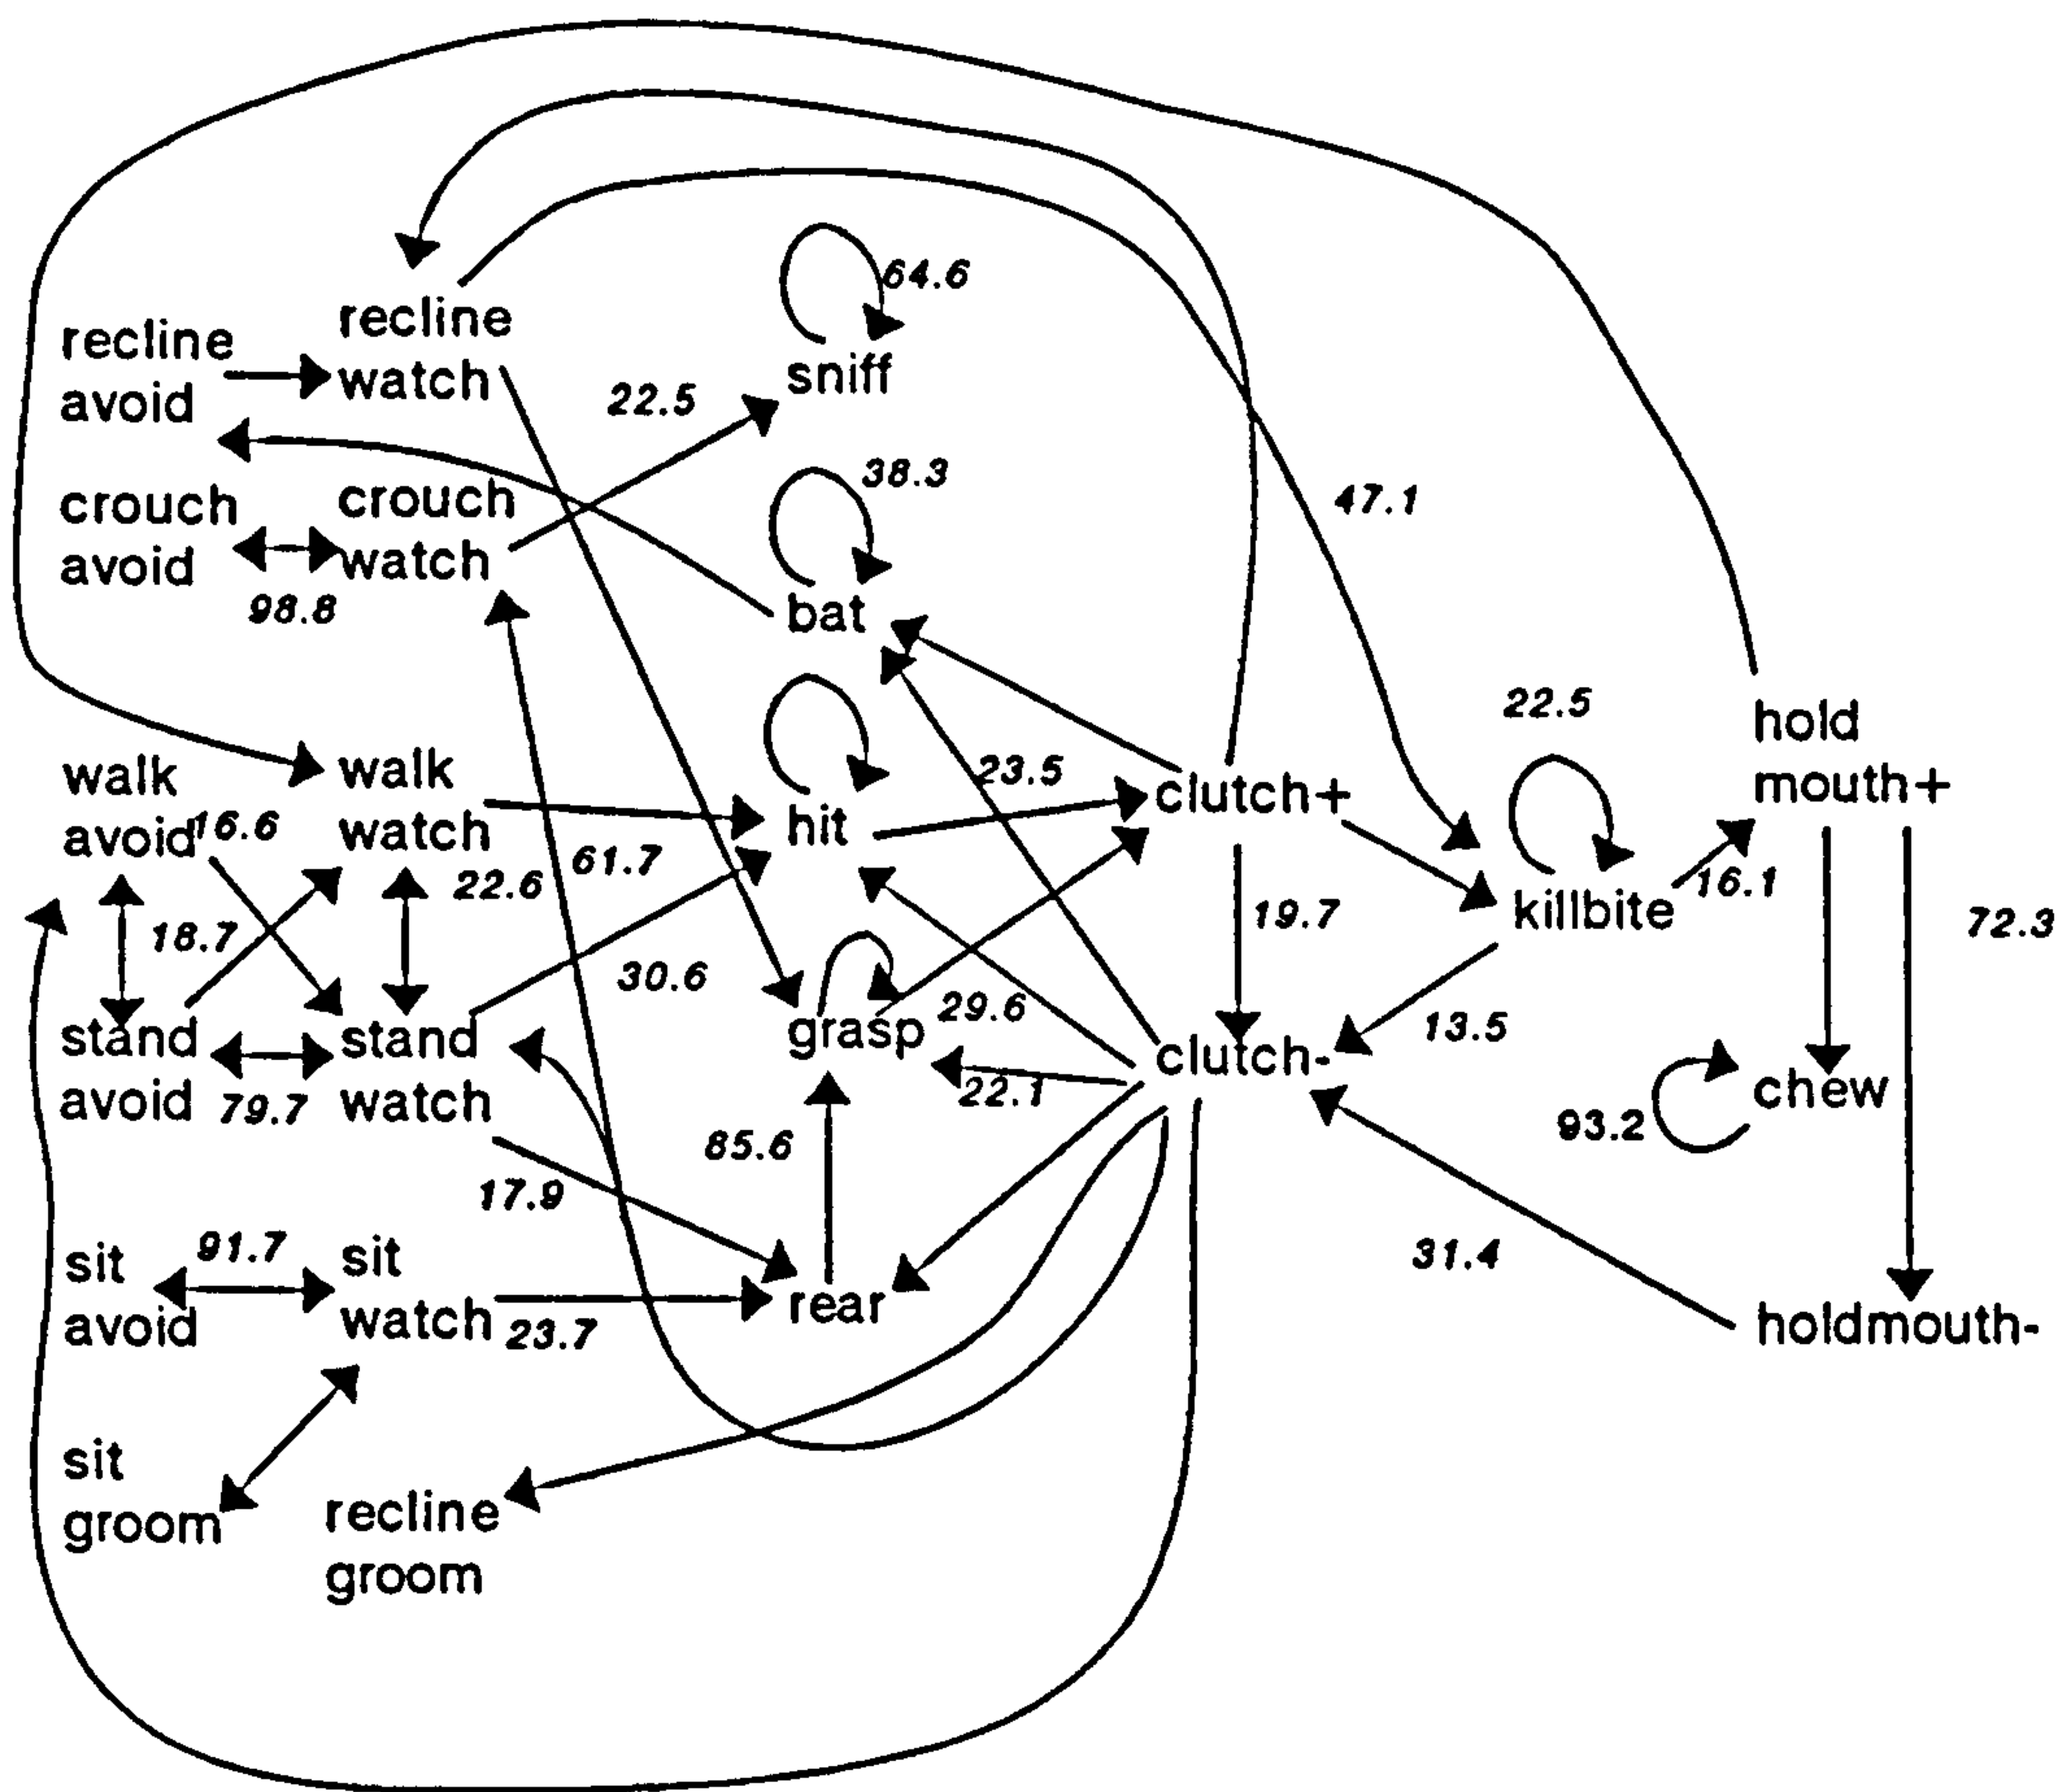 64.6
recline
recline
avoid
watch
sniff
22.5
38.3
crouch
avoid
crouch
watch
47.1
98.8
bat
22.5
hold
mouth+
walk
avoid
16.6
walk
watch
23.5
clutch+
hit
61.7
22.6
16.1
killbite
19.7
72.3
18.7
30.6
29.6
grasp
13.5
stand
avoid
79.7
stand
watch
clutch-
22.1
chew
93.2
85.6
17.9
91.7
31.4
sit
avoid
sit
watch
23.7
rear
holdmouth-
sit
groom
recline
groom